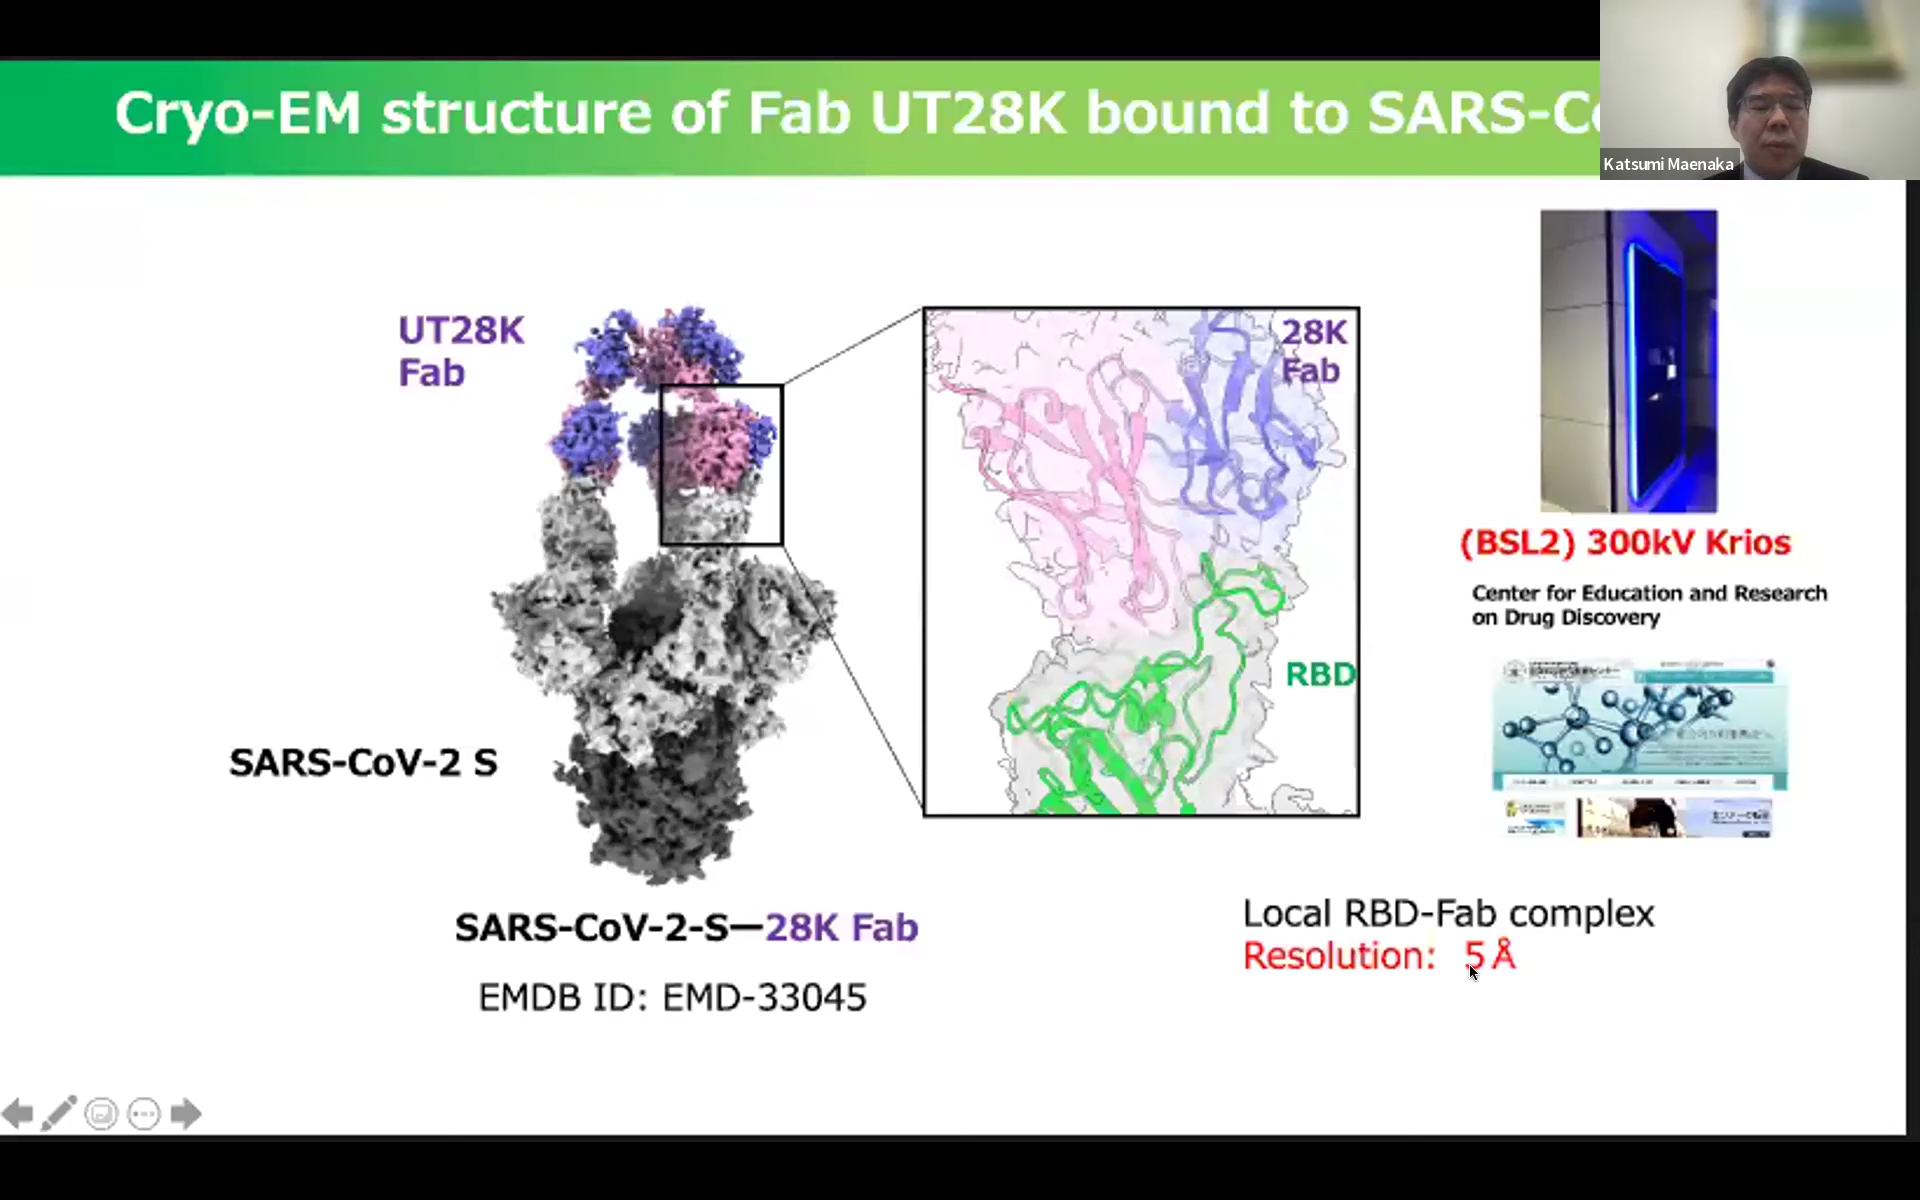 Cryo-EM structure of Fab UT28K bound to SARS-Co
Katsumi Maenaka
UT28K
Fab
28K
Fab
RBD
SARS-CoV-2 S
SARS-CoV-2-S—28K Fab
EMDB ID: EMD-33045
(BSL2) 300kV Krios
Center for Education and Research
on Drug Discovery
Local RBD-Fab complex
Resolution: 5 Å